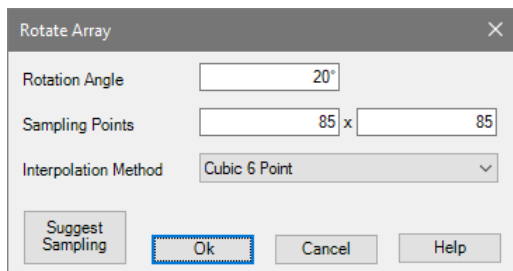 Rotate Array
Rotation Angle 20°
Sampling Points 85 x 85
Interpolation Method Cubic 6 Point
Suggest
Sampling
Ok Cancel Help